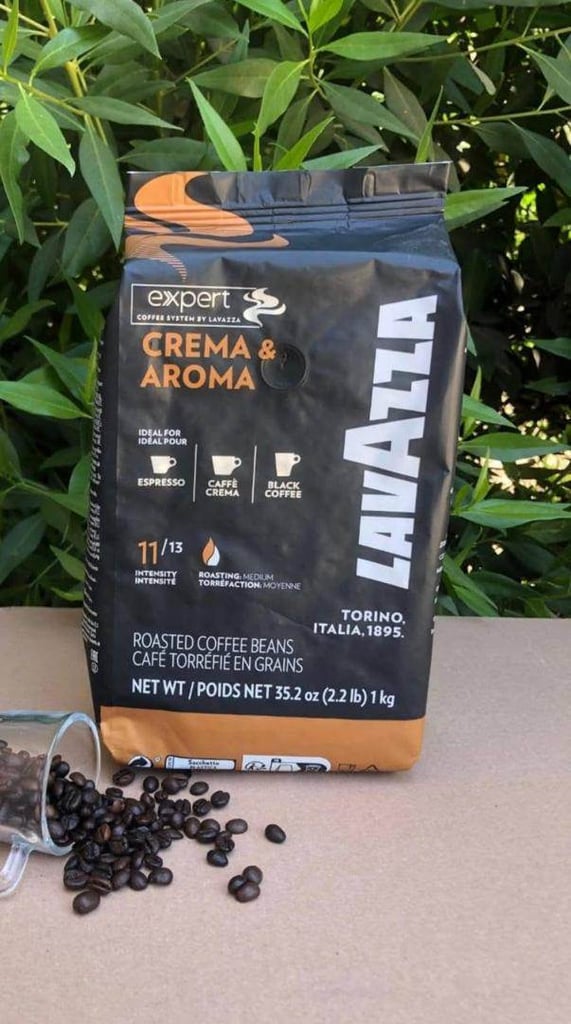 expert
COFFEE SYSTEM BY LAVAZZA
CREMA &
AROMA
LAVAZZA
IDEAL FOR
IDÉAL POUR
ESPRESSO
CAFFÈ
CREMA
BLACK
COFFEE
11/13
INTENSITY
INTENSITÉ
ROASTING: MEDIUM
TORRÉFACTION: MOYENNE
TORINO,
ITALIA, 1895.
ROASTED COFFEE BEANS
CAFÉ TORRÉFIÉ EN GRAINS
NET WT / POIDS NET 35.2 oz (2.2 lb) 1 kg
Sacchetto